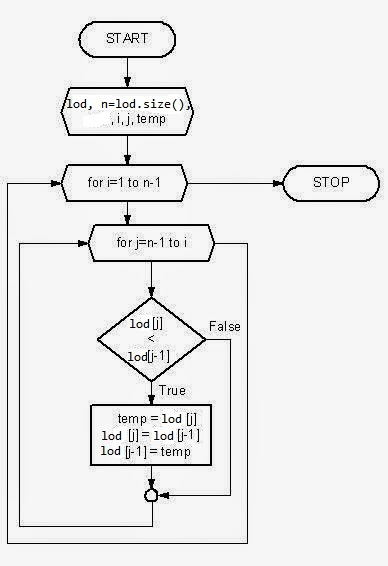 START
lod, n=lod.size(),
, i, j, temp
for i=1 to n-1
STOP
for j=n-1 to i
lod[j]
<
lod[j-1]
False
True
temp = lod [j]
lod [j] = lod [j-1]
lod [j-1] = temp